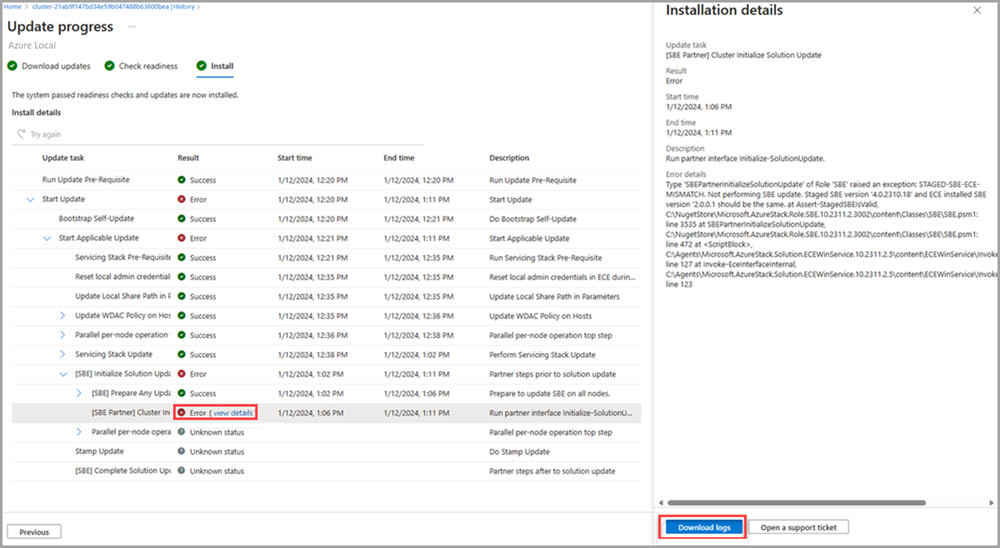 Home > cluster-21ab9f147bd34e59b047488b63600bea | History >
Update progress ...
Azure Local
Download updates Check readiness Install
The system passed readiness checks and updates are now installed.
Install details
Try again
Update task Result Start time End time Description
Run Update Pre-Requisite Success 1/12/2024, 12:20 PM 1/12/2024, 12:20 PM Run Update Pre-Requisite
Start Update Error 1/12/2024, 12:20 PM 1/12/2024, 1:11 PM Start Update
Bootstrap Self-Update Success 1/12/2024, 12:20 PM 1/12/2024, 12:21 PM Do Bootstrap Self-Update
Start Applicable Update Error 1/12/2024, 12:21 PM 1/12/2024, 1:11 PM Start Applicable Update
Servicing Stack Pre-Requisite Success 1/12/2024, 12:21 PM 1/12/2024, 12:35 PM Run Servicing Stack Pre-Requisite
Reset local admin credential Success 1/12/2024, 12:35 PM 1/12/2024, 12:35 PM Reset local admin credentials in ECE durin...
Update Local Share Path in F Success 1/12/2024, 12:35 PM 1/12/2024, 12:35 PM Update Local Share Path in Parameters
Update WDAC Policy on Hosts Success 1/12/2024, 12:35 PM 1/12/2024, 12:36 PM Update WDAC Policy on Hosts
Parallel per-node operation Success 1/12/2024, 12:36 PM 1/12/2024, 12:38 PM Parallel per-node operation top step
Servicing Stack Update Success 1/12/2024, 12:38 PM 1/12/2024, 1:02 PM Perform Servicing Stack Update
[SBE] Initialize Solution Upda Error 1/12/2024, 1:02 PM 1/12/2024, 1:11 PM Partner steps prior to solution update
[SBE] Prepare Any Upda Success 1/12/2024, 1:02 PM 1/12/2024, 1:06 PM Prepare to update SBE on all nodes.
[SBE Partner] Cluster Ini Error ( view details 1/12/2024, 1:06 PM 1/12/2024, 1:11 PM Run partner interface Initialize-SolutionU...
Parallel per-node opera Unknown status Parallel per-node operation top step
Stamp Update Unknown status Do Stamp Update
[SBE] Complete Solution Upd Unknown status Partner steps after to solution update
Previous
Installation details
Update task
[SBE Partner] Cluster Initialize Solution Update
Result
Error
Start time
1/12/2024, 1:06 PM
End time
1/12/2024, 1:11 PM
Description
Run partner interface Initialize-SolutionUpdate.
Error details
Type 'SBEPartnerInitializeSolutionUpdate' of Role 'SBE' raised an exception: STAGED-SBE-ECE-
MISMATCH. Not performing SBE update. Staged SBE version '4.0.2310.18' and ECE installed SBE
version '2.0.0.1 should be the same. at Assert-StagedSBEIsValid,
C:\NugetStore\Microsoft.AzureStack.Role.SBE.10.2311.2.3002\content\Classes\SBE\SBE.psm1:
line 3535 at SBEPartnerInitializeSolutionUpdate,
C:\NugetStore\Microsoft.AzureStack.Role.SBE.10.2311.2.3002\content\Classes\SBE\SBE.psm1:
line 472 at <ScriptBlock>,
C:\Agents\Microsoft.AzureStack.Solution.ECEWinService.10.2311.2.5\content\ECEWinService\Invoke
line 127 at Invoke-EceInterfaceInternal,
C:\Agents\Microsoft.AzureStack.Solution.ECEWinService.10.2311.2.5\content\ECEWinService\Invoke
line 123
Download logs Open a support ticket